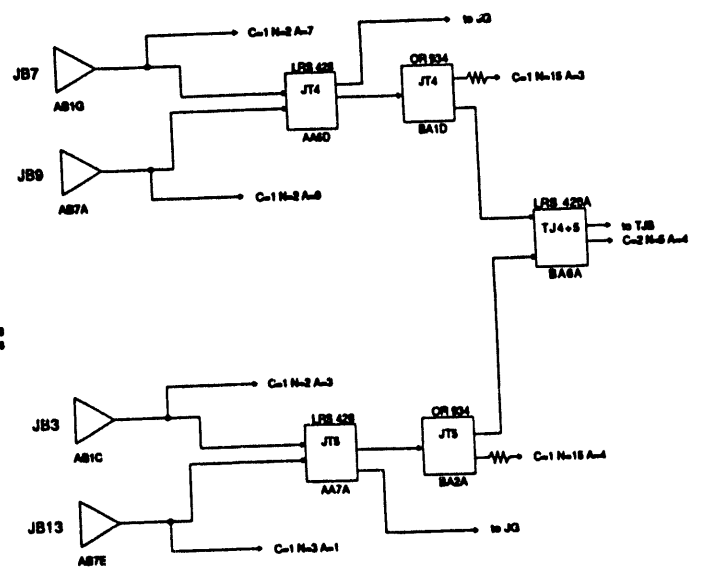 C=1 N=2 A=7
to JG
JB7
AB1G
LRS 428
JT4
AA6D
OR 934
JT4
BA1D
C=1 N=15 A=3
JB9
AB7A
C=1 N=2 A=9
LRS 429A
TJ4+5
BA6A
to TJB
C=2 N=5 A=4
C=1 N=2 A=3
JB3
AB1C
LRS 428
JT5
AA7A
OR 934
JT5
BA2A
C=1 N=15 A=4
to JG
JB13
AB7E
C=1 N=3 A=1